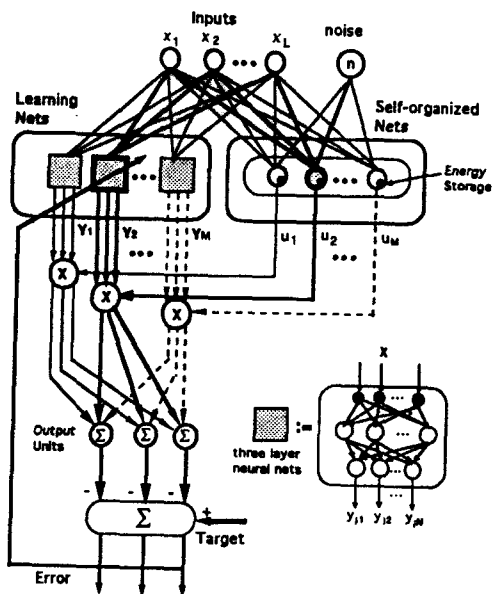 Inputs
noise
x1 x2 ••• xL
n
Learning
Nets
Self-organized
Nets
•••
•••
Energy
Storage
Y1 Y2 YM
u1 u2 uM
•••
•••
X
X
X
X
•••
•••
•••
yj1 yj2 yjN
:=
three layer
neural nets
Output
Units
Σ Σ Σ
- - -
Σ
+
Target
Error